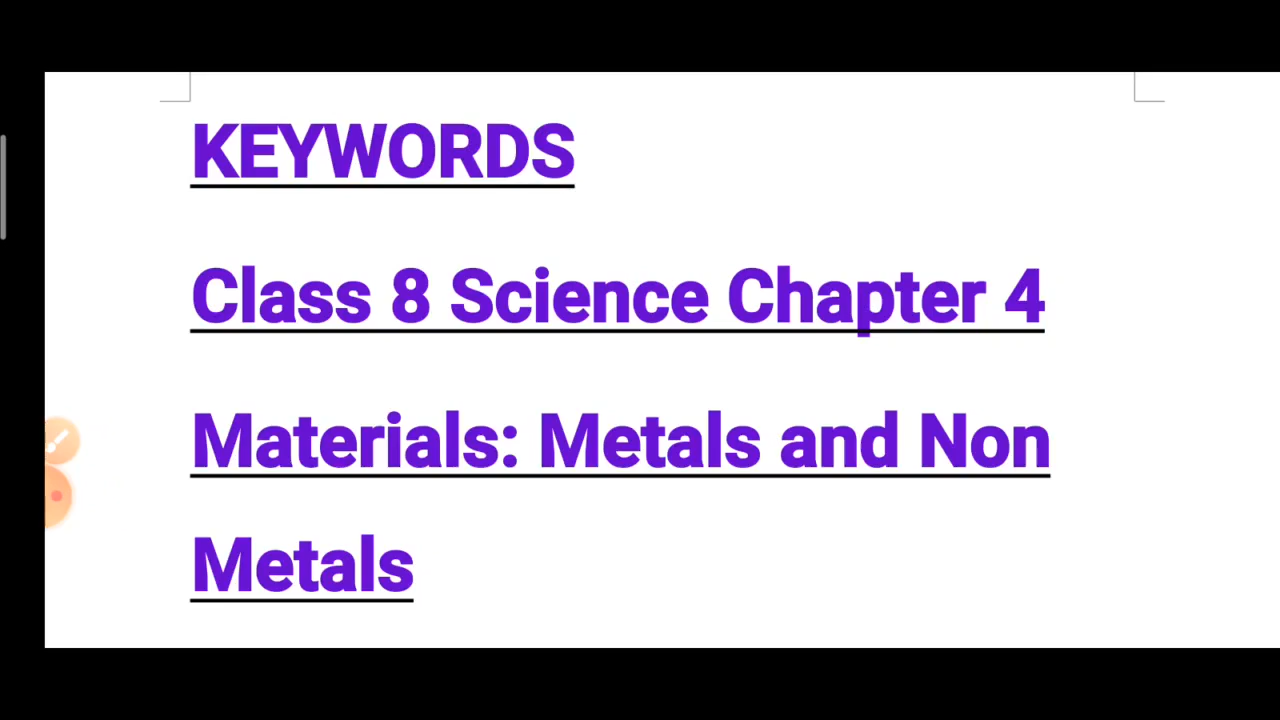 KEYWORDS
Class 8 Science Chapter 4
Materials: Metals and Non
Metals